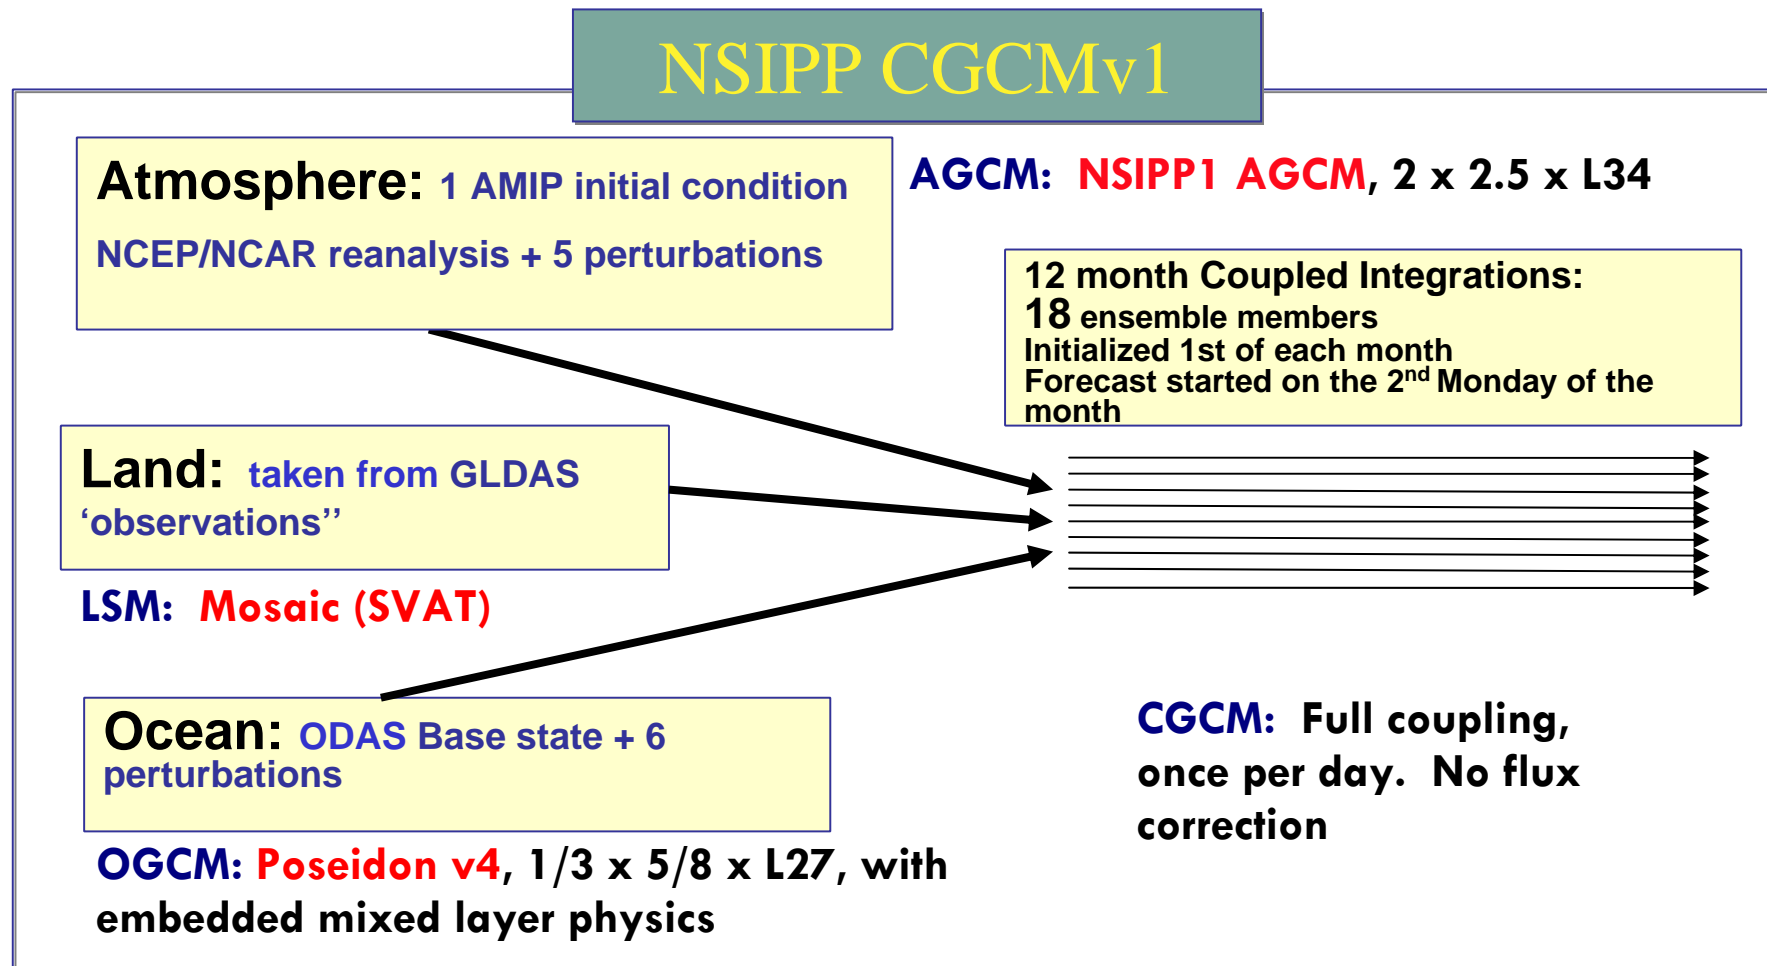 NSIPP CGCMv1
Atmosphere: 1 AMIP initial condition
NCEP/NCAR reanalysis + 5 perturbations
AGCM: NSIPP1 AGCM, 2 x 2.5 x L34
12 month Coupled Integrations:
18 ensemble members
Initialized 1st of each month
Forecast started on the 2nd Monday of the
month
Land: taken from GLDAS
‘observations’’
LSM: Mosaic (SVAT)
Ocean: ODAS Base state + 6
perturbations
OGCM: Poseidon v4, 1/3 x 5/8 x L27, with
embedded mixed layer physics
CGCM: Full coupling,
once per day. No flux
correction